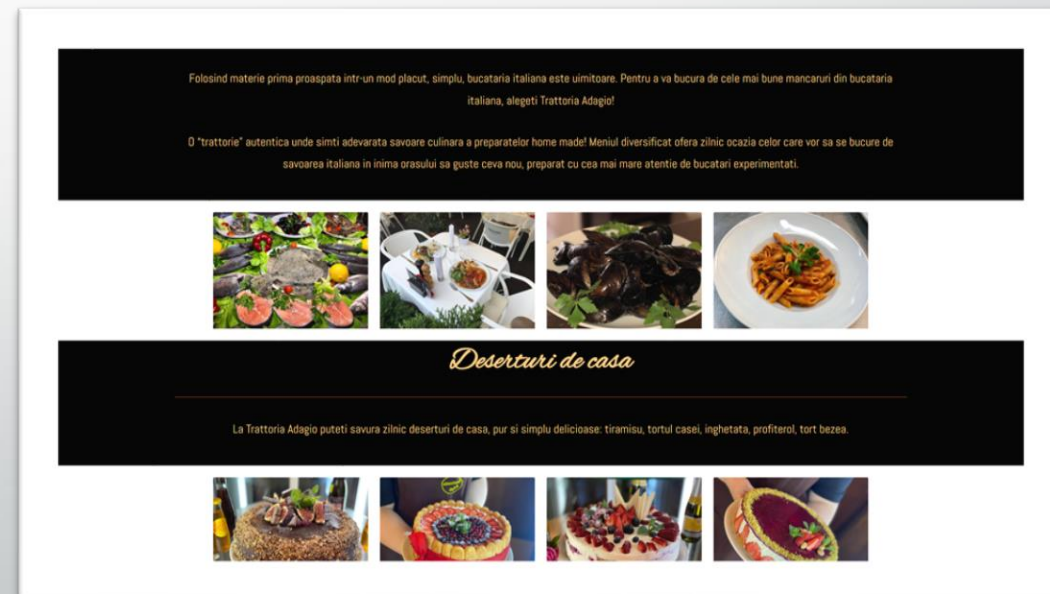 Folosind materie prima proaspata intr-un mod placut, simplu, bucataria italiana este uimitoare. Pentru a va bucura de cele mai bune mancaruri din bucataria
italiana, alegeti Trattoria Adagio!
O "trattorie" autentica unde simti adevarata savoare culinara a preparatelor home made! Meniul diversificat ofera zilnic ocazia celor care vor sa se bucure de
savoarea italiana in inima orasului sa guste ceva nou, preparat cu cea mai mare atentie de bucatari experimentati.
Deserturi de casa
La Trattoria Adagio puteti savura zilnic deserturi de casa, pur si simplu delicioase: tiramisu, tortul casei, inghetata, profiterol, tort bezea.